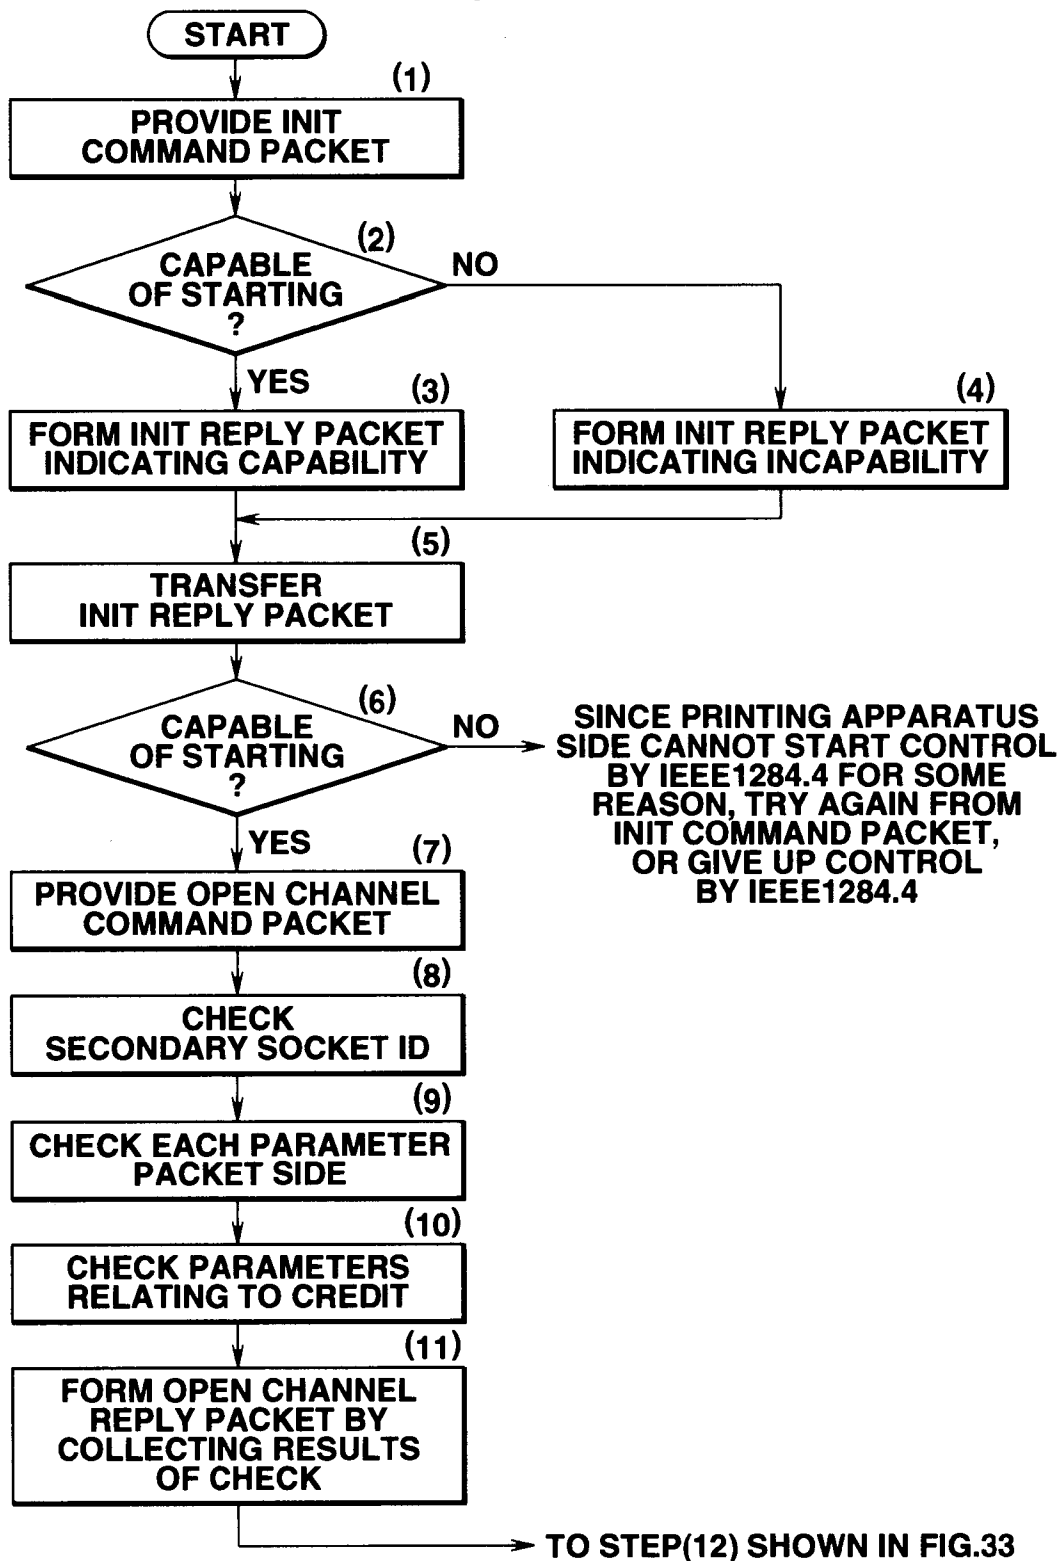 START
(1)
PROVIDE INIT
COMMAND PACKET
(2)
CAPABLE
OF STARTING
?
NO
YES
(3)
FORM INIT REPLY PACKET
INDICATING CAPABILITY
(4)
FORM INIT REPLY PACKET
INDICATING INCAPABILITY
(5)
TRANSFER
INIT REPLY PACKET
(6)
CAPABLE
OF STARTING
?
NO
SINCE PRINTING APPARATUS
SIDE CANNOT START CONTROL
BY IEEE1284.4 FOR SOME
REASON, TRY AGAIN FROM
INIT COMMAND PACKET,
OR GIVE UP CONTROL
BY IEEE1284.4
YES
(7)
PROVIDE OPEN CHANNEL
COMMAND PACKET
(8)
CHECK
SECONDARY SOCKET ID
(9)
CHECK EACH PARAMETER
PACKET SIDE
(10)
CHECK PARAMETERS
RELATING TO CREDIT
(11)
FORM OPEN CHANNEL
REPLY PACKET BY
COLLECTING RESULTS
OF CHECK
TO STEP(12) SHOWN IN FIG.33